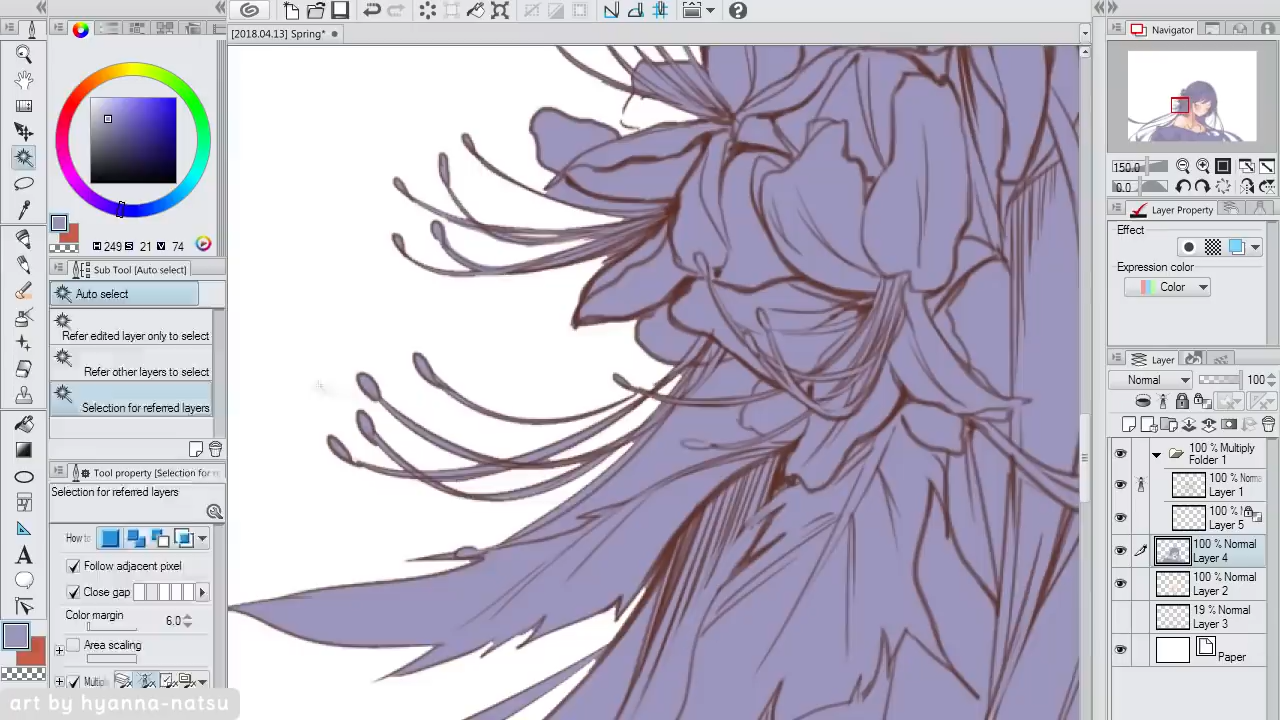 [2018.04.13] Spring*
Navigator
150.0
0.0
H 249 S 21 V 74
Layer Property
Effect
Expression color
Color
Sub Tool [Auto select]
Auto select
Refer edited layer only to select
Refer other layers to select
Selection for referred layers
Layer
Normal
100
100 % Multiply
Folder 1
100 %
Layer 1
100 %
Layer 5
100 % Normal
Layer 4
100 % Normal
Layer 2
19 % Normal
Layer 3
Paper
Tool property [Selection for r
Selection for referred layers
How to
Follow adjacent pixel
Close gap
Color margin
6.0
Area scaling
Multip
A
art by hyanna-natsu